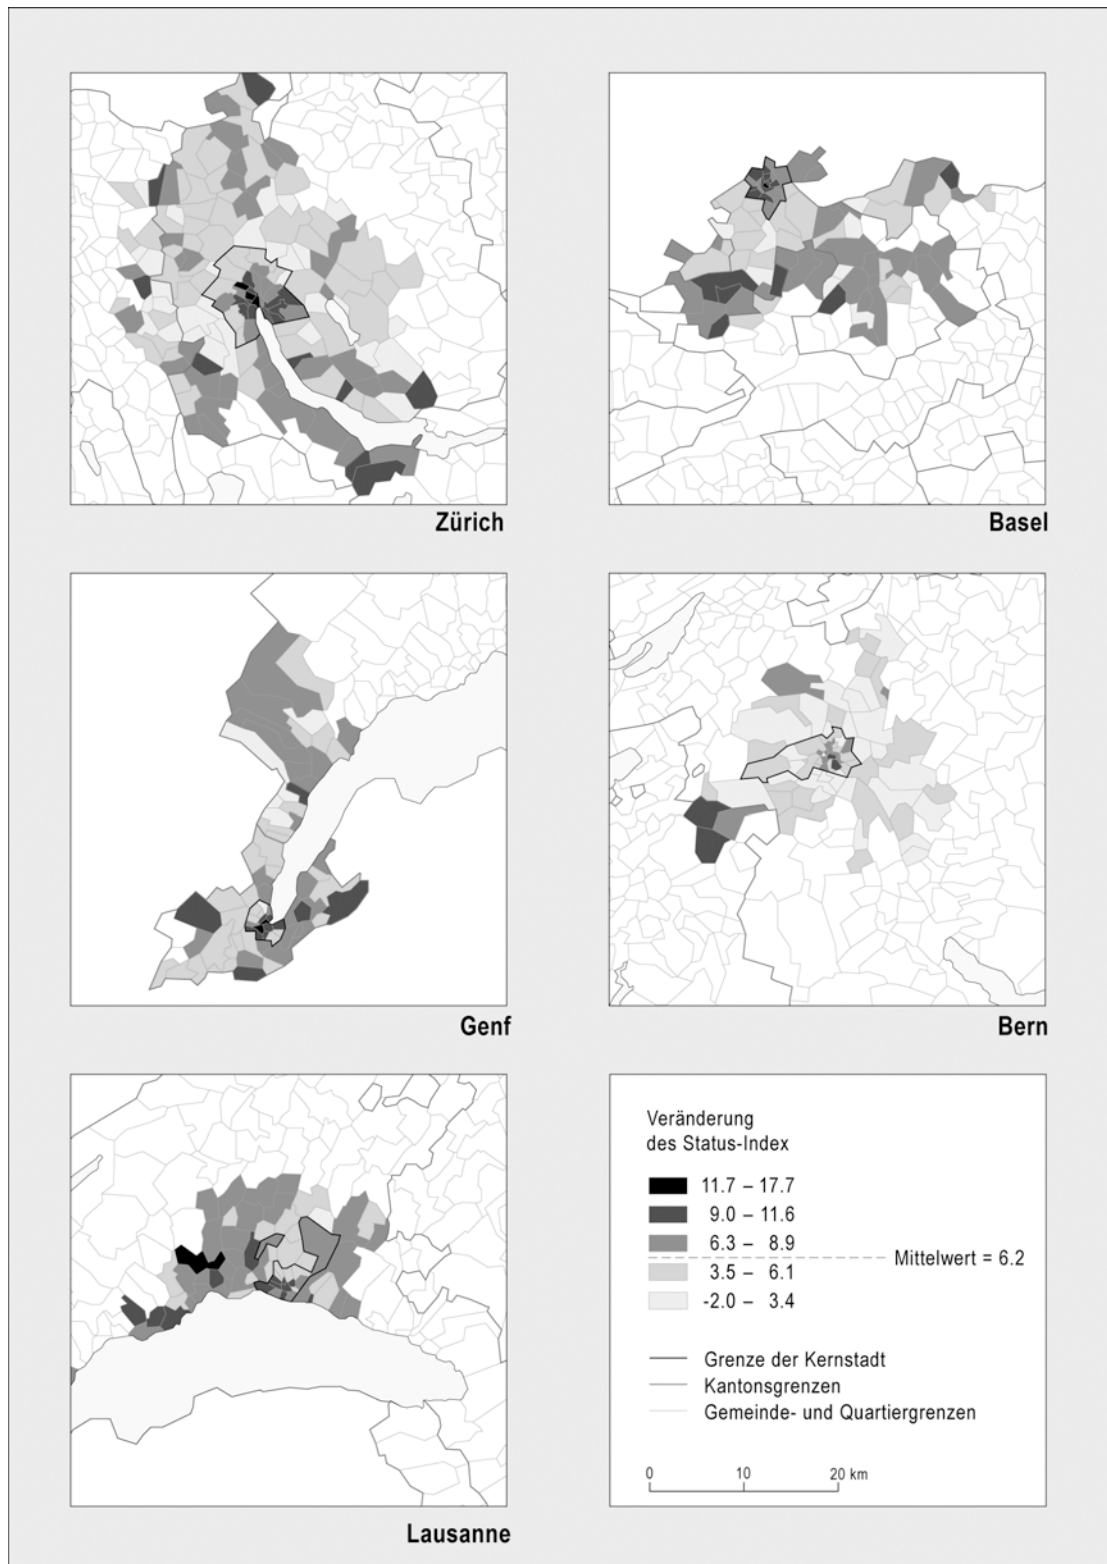 Zürich
Basel
Genf
Bern
Lausanne
Veränderung
des Status-Index
11.7 – 17.7
9.0 – 11.6
6.3 – 8.9
Mittelwert = 6.2
3.5 – 6.1
-2.0 – 3.4
Grenze der Kernstadt
Kantonsgrenzen
Gemeinde- und Quartiergrenzen
0 10 20 km